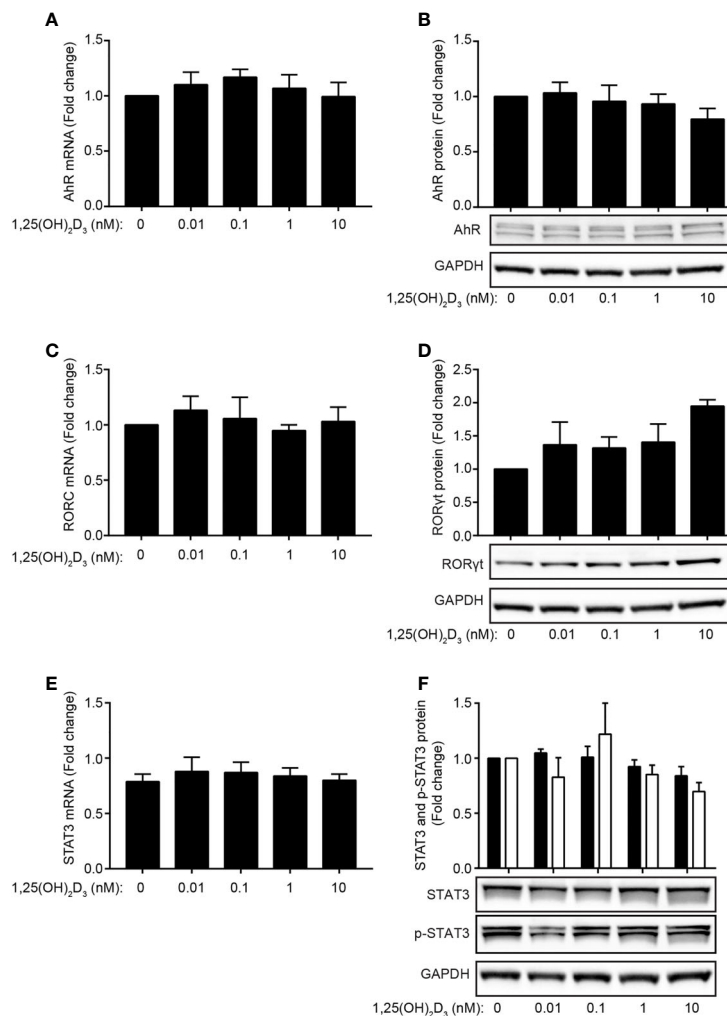 A
AhR mRNA (Fold change)
1.5
1.0
0.5
0.0
1,25(OH)₂D₃ (nM): 0 0.01 0.1 1 10
B
AhR protein (Fold change)
1.5
1.0
0.5
0.0
AhR
GAPDH
1,25(OH)₂D₃ (nM): 0 0.01 0.1 1 10
C
RORC mRNA (Fold change)
1.5
1.0
0.5
0.0
1,25(OH)₂D₃ (nM): 0 0.01 0.1 1 10
D
RORγt protein (Fold change)
2.5
2.0
1.5
1.0
0.5
0.0
RORγt
GAPDH
1,25(OH)₂D₃ (nM): 0 0.01 0.1 1 10
E
STAT3 mRNA (Fold change)
1.5
1.0
0.5
0.0
1,25(OH)₂D₃ (nM): 0 0.01 0.1 1 10
F
STAT3 and p-STAT3 protein
(Fold change)
1.5
1.0
0.5
0.0
STAT3
p-STAT3
GAPDH
1,25(OH)₂D₃ (nM): 0 0.01 0.1 1 10